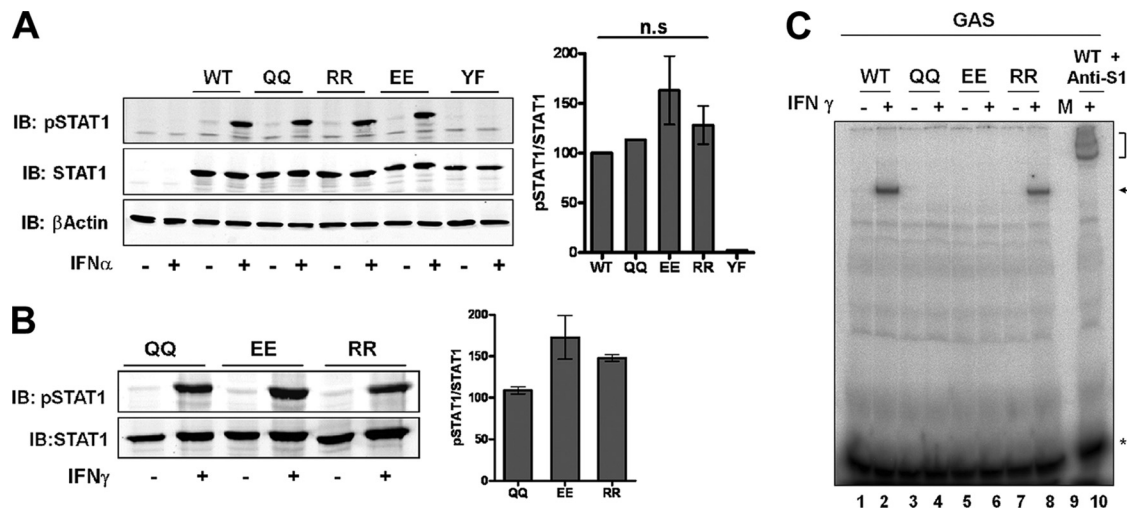 A
WT QQ RR EE YF
IB: pSTAT1
IB: STAT1
IB: βActin
IFNα - + - + - + - + - + - +
n.s
200
150
100
50
0
pSTAT1/STAT1
WT QQ EE RR YF
B
QQ EE RR
IB: pSTAT1
IB:STAT1
IFNγ - + - + - +
200
150
100
50
0
pSTAT1/STAT1
QQ EE RR
C
GAS
WT QQ EE RR WT + Anti-S1
IFN γ - + - + - + - + M +
*
1 2 3 4 5 6 7 8 9 10